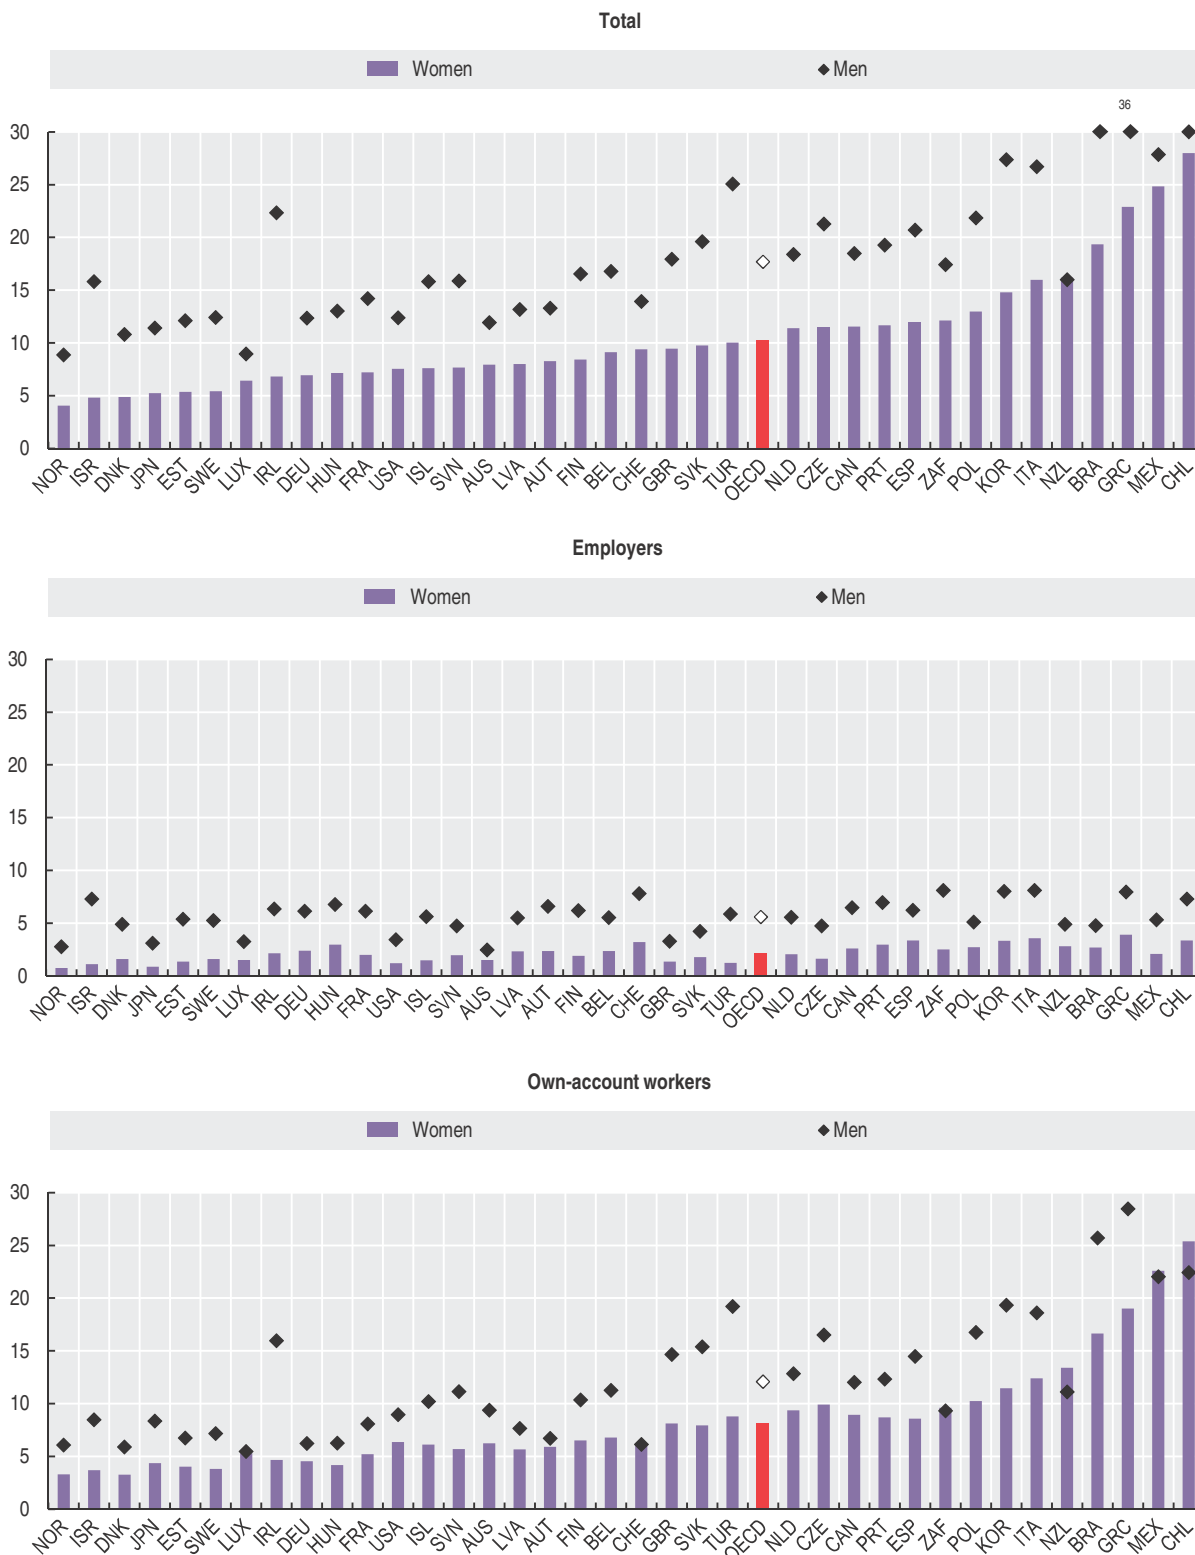 Total
Women Men
36
30
25
20
15
10
5
0
NOR ISR DNK JPN EST SWE LUX IRL DEU HUN FRA USA ISL SVN AUS LVA AUT FIN BEL CHE GBR SVK TUR OECD NLD CZE CAN PRT ESP ZAF POL KOR ITA NZL BRA GRC MEX CHL
Employers
Women Men
30
25
20
15
10
5
0
NOR ISR DNK JPN EST SWE LUX IRL DEU HUN FRA USA ISL SVN AUS LVA AUT FIN BEL CHE GBR SVK TUR OECD NLD CZE CAN PRT ESP ZAF POL KOR ITA NZL BRA GRC MEX CHL
Own-account workers
Women Men
30
25
20
15
10
5
0
NOR ISR DNK JPN EST SWE LUX IRL DEU HUN FRA USA ISL SVN AUS LVA AUT FIN BEL CHE GBR SVK TUR OECD NLD CZE CAN PRT ESP ZAF POL KOR ITA NZL BRA GRC MEX CHL